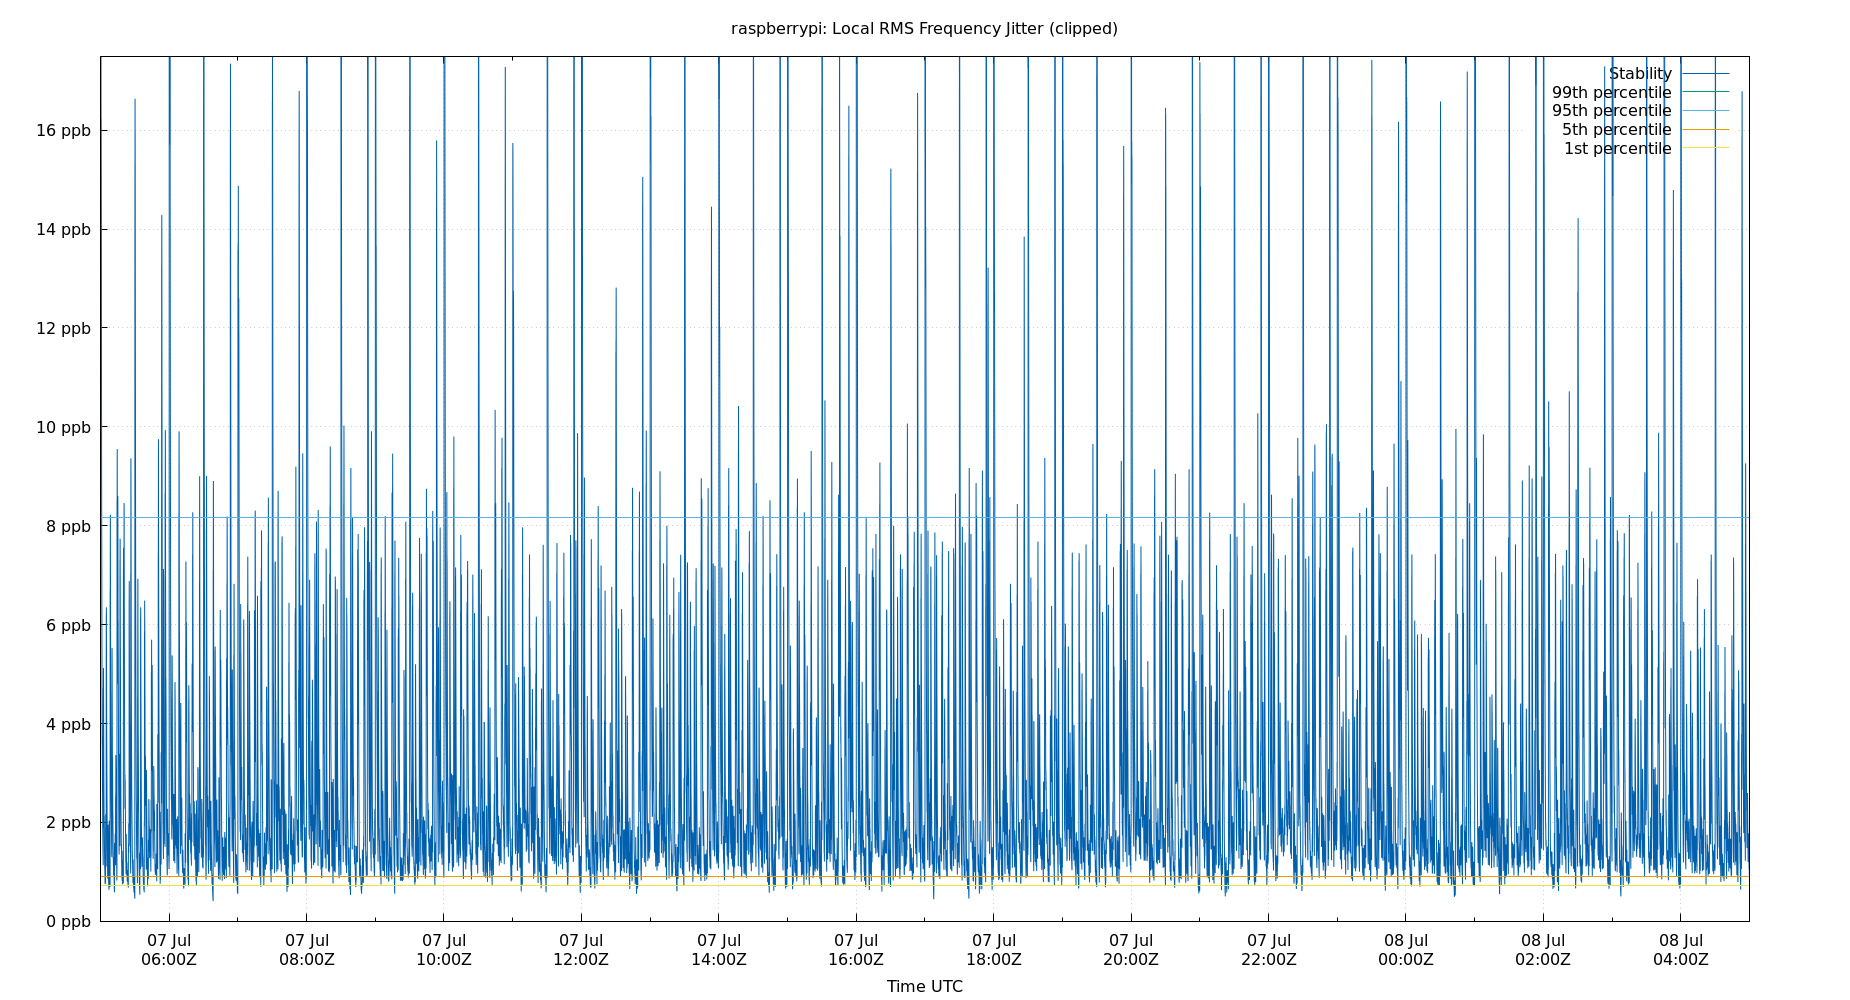 raspberrypi: Local RMS Frequency Jitter (clipped)
Stability
99th percentile
95th percentile
5th percentile
1st percentile
16 ppb
14 ppb
12 ppb
10 ppb
8 ppb
6 ppb
4 ppb
2 ppb
0 ppb
07 Jul 07 Jul 07 Jul 07 Jul 07 Jul 07 Jul 07 Jul 07 Jul 07 Jul 08 Jul 08 Jul 08 Jul
06:00Z 08:00Z 10:00Z 12:00Z 14:00Z 16:00Z 18:00Z 20:00Z 22:00Z 00:00Z 02:00Z 04:00Z
Time UTC